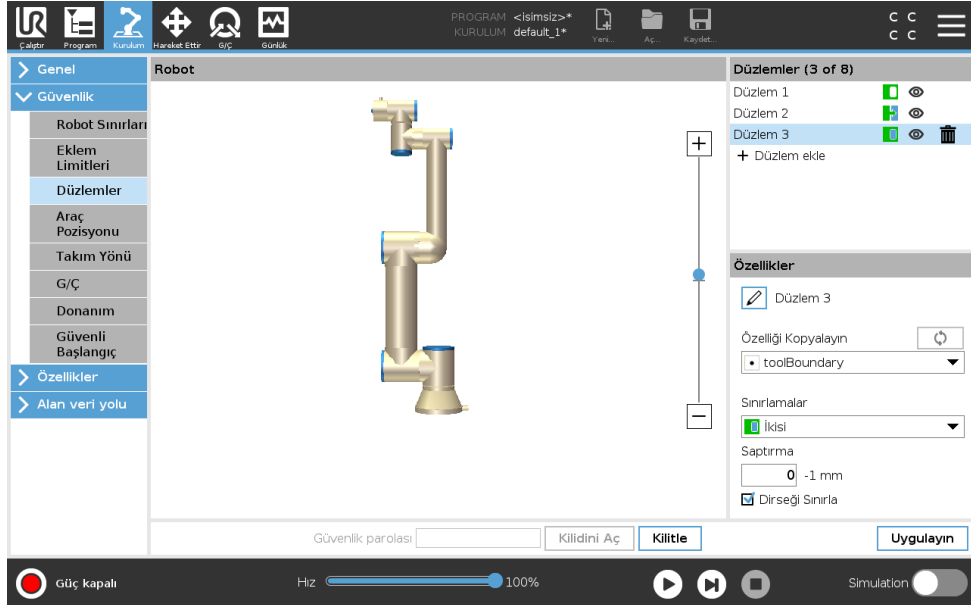 PROGRAM <isimsiz>*
KURULUM default_1*
Çalıştır
Program
Kurulum
Hareket Ettir
G/Ç
Günlük
Yeni...
Aç...
Kaydet...
C C
C C
Genel
Güvenlik
Robot Sınırları
Eklem
Limitleri
Düzlemler
Araç
Pozisyonu
Takım Yönü
G/Ç
Donanım
Güvenli
Başlangıç
Özellikler
Alan veri yolu
Robot
Düzlemler (3 of 8)
Düzlem 1
Düzlem 2
Düzlem 3
+ Düzlem ekle
Özellikler
Düzlem 3
Özelliği Kopyalayın
toolBoundary
Sınırlamalar
İkisi
Saptırma
0 -1 mm
Dirseği Sınırla
Güvenlik parolası
Kilidini Aç
Kilitle
Uygulayın
Güç kapalı
Hız
100%
Simulation